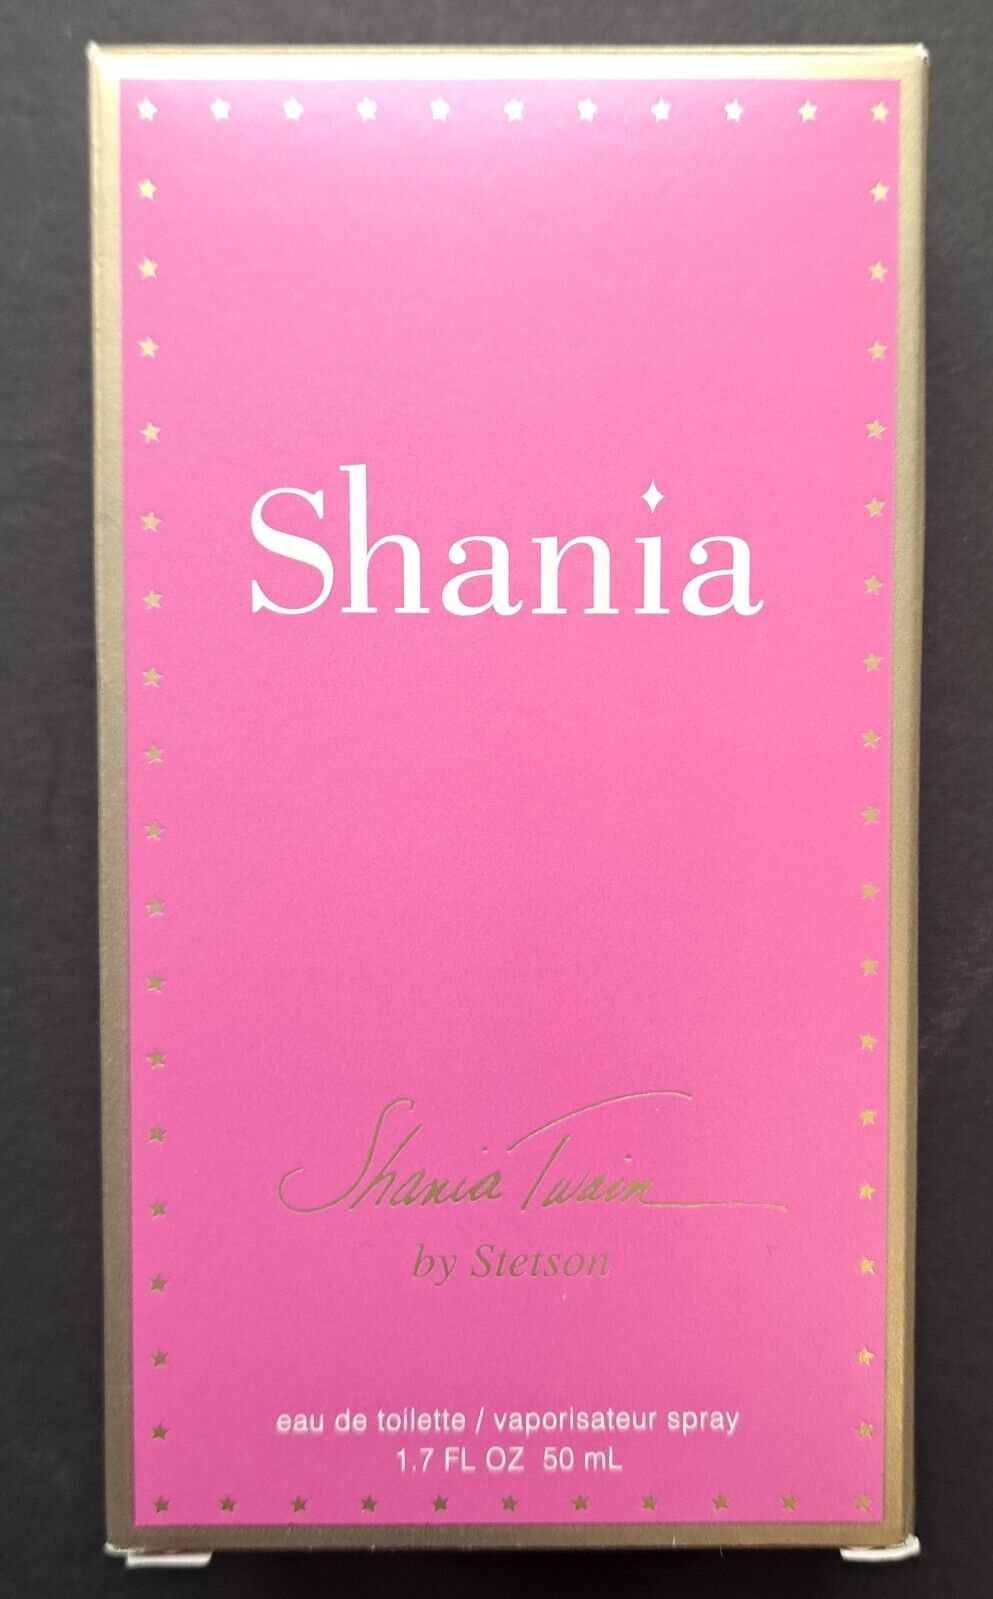 Shania
Shania Twain
by Stetson
eau de toilette / vaporisateur spray
1.7 FL OZ 50 mL